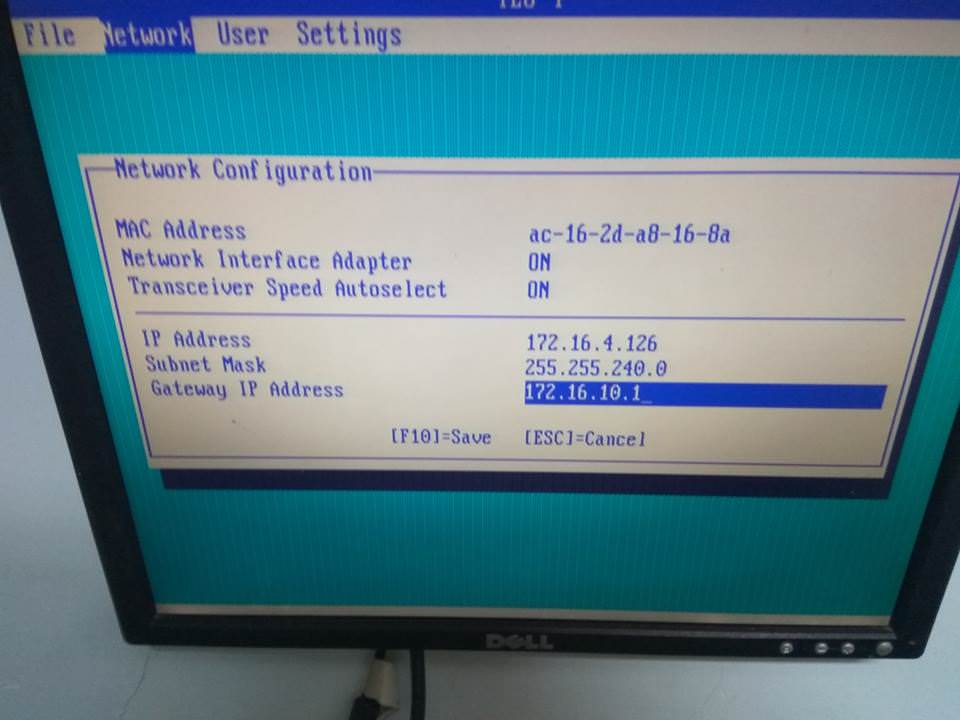 File Network User Settings
Network Configuration
MAC Address ac-16-2d-a8-16-8a
Network Interface Adapter ON
Transceiver Speed Autoselect ON
IP Address 172.16.4.126
Subnet Mask 255.255.240.0
Gateway IP Address 172.16.10.1_
[F10]=Save [ESC]=Cancel
DELL